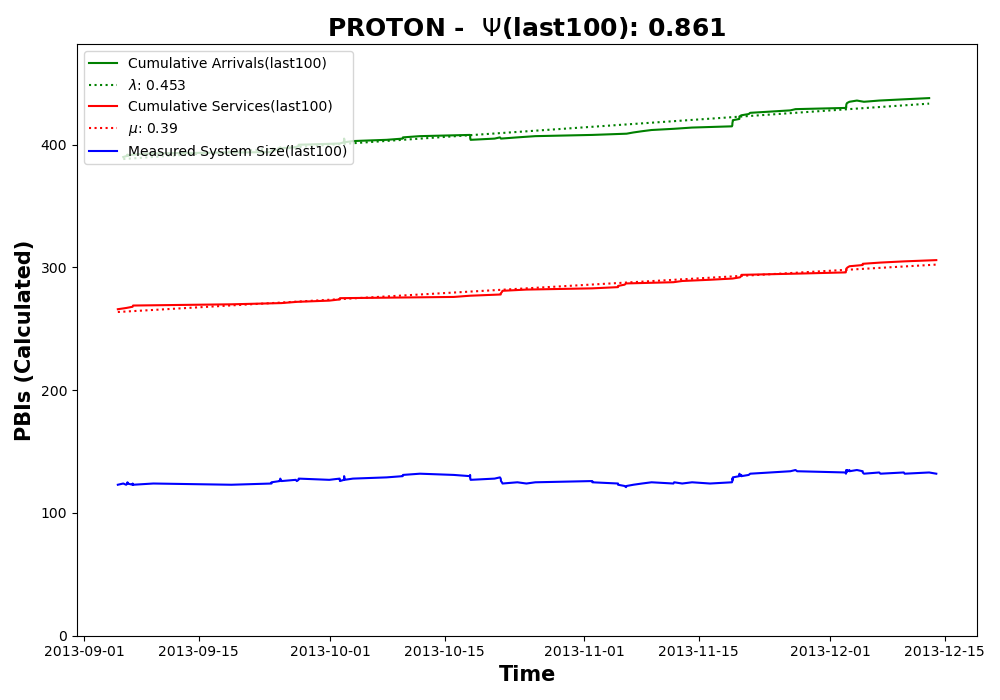 PROTON - Ψ(last100): 0.861
Cumulative Arrivals(last100)
λ: 0.453
Cumulative Services(last100)
μ: 0.39
Measured System Size(last100)
400
300
200
100
0
PBIs (Calculated)
2013-09-01 2013-09-15 2013-10-01 2013-10-15 2013-11-01 2013-11-15 2013-12-01 2013-12-15
Time